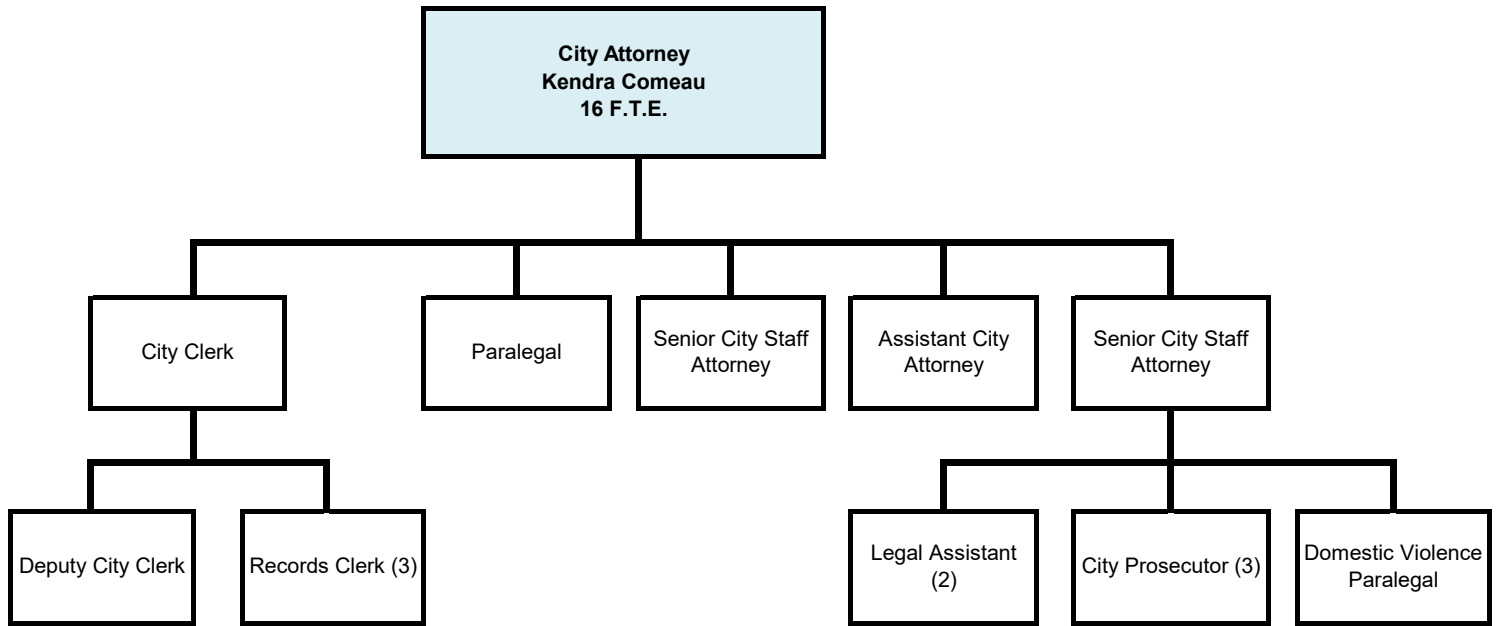 City Attorney
Kendra Comeau
16 F.T.E.
City Clerk
Paralegal
Senior City Staff
Attorney
Assistant City
Attorney
Senior City Staff
Attorney
Deputy City Clerk
Records Clerk (3)
Legal Assistant
(2)
City Prosecutor (3)
Domestic Violence
Paralegal